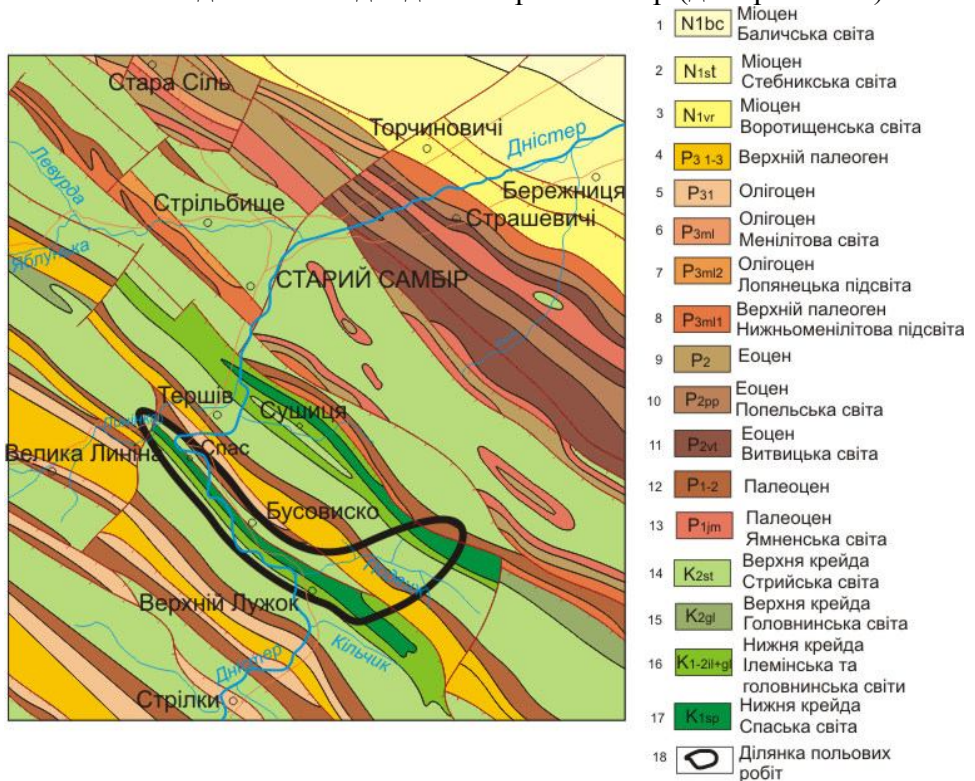 Стара Сіль
Торчиновичі
Дністер
Левурда
Бережниця
Стрільбище
Страшевичі
Яблунька
СТАРИЙ САМБІР
Тершів
Сушиця
Велика Линіна
Спас
Бусовисько
Верхній Лужок
Кільчик
Дністер
Стрілки
1 N1bc Міоцен
Баличська світа
2 N1st Міоцен
Стебникська світа
3 N1vr Міоцен
Воротищенська світа
4 P3 1-3 Верхній палеоген
5 P31 Олігоцен
6 P3ml Олігоцен
Менілітова світа
7 P3ml2 Олігоцен
Лопянецька підсвіта
8 P3ml1 Верхній палеоген
Нижньоменілітова підсвіта
9 P2 Еоцен
10 P2pp Еоцен
Попельська світа
11 P2vt Еоцен
Витвицька світа
12 P1-2 Палеоцен
13 P1jm Палеоцен
Ямненська світа
14 K2st Верхня крейда
Стрийська світа
15 K2gl Верхня крейда
Головнинська світа
16 K1-2il+gl Нижня крейда
Ілемінська та
головнинська світи
17 K1sp Нижня крейда
Спаська світа
18 Ділянка польових
робіт